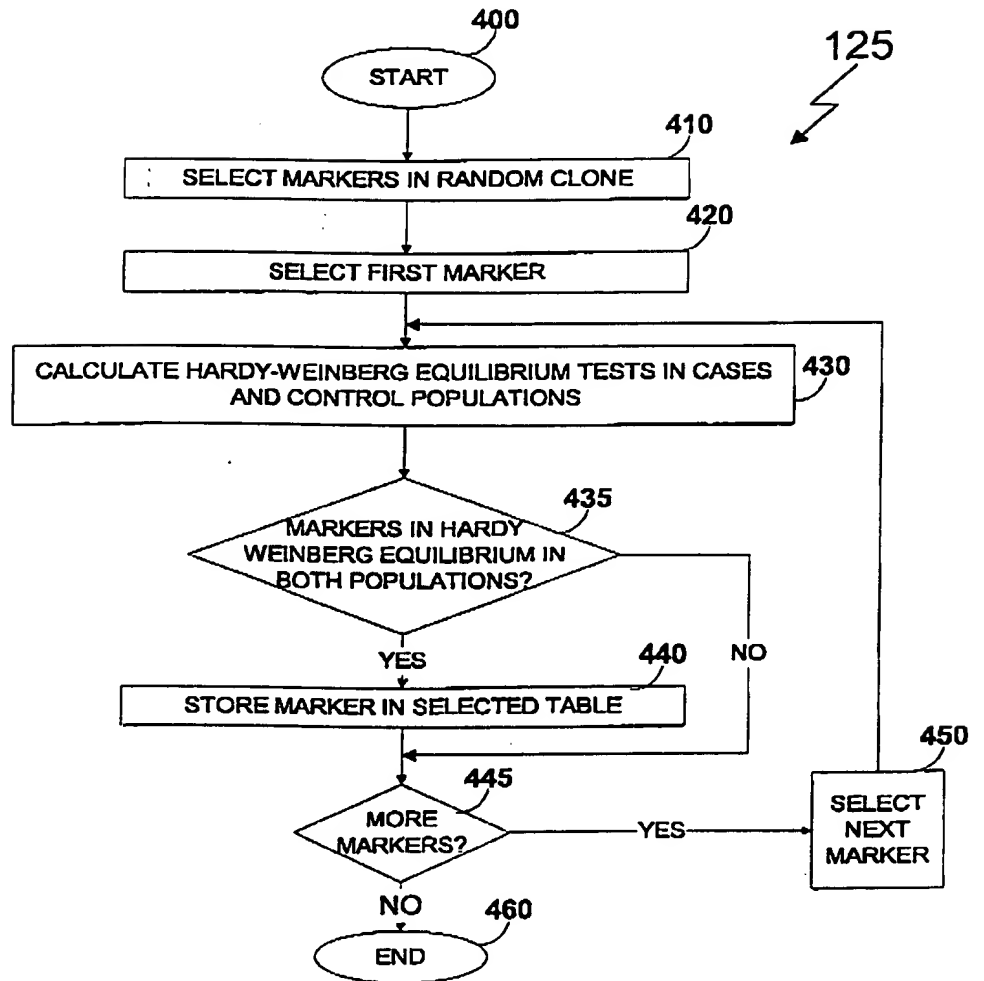 400
125
START
410
SELECT MARKERS IN RANDOM CLONE
420
SELECT FIRST MARKER
CALCULATE HARDY-WEINBERG EQUILIBRIUM TESTS IN CASES
AND CONTROL POPULATIONS
430
435
MARKERS IN HARDY
WEINBERG EQUILIBRIUM IN
BOTH POPULATIONS?
YES
NO
440
STORE MARKER IN SELECTED TABLE
450
445
MORE
MARKERS?
YES
SELECT
NEXT
MARKER
NO
460
END